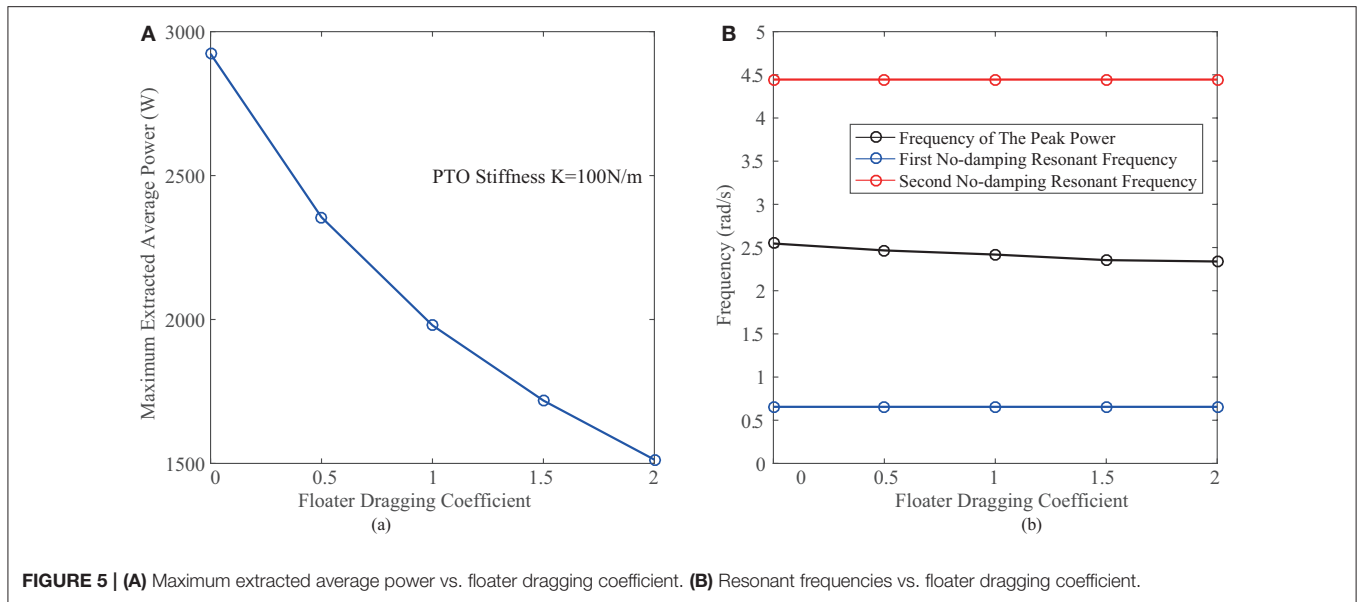 A
3000
2500
2000
1500
Maximum Extracted Average Power (W)
PTO Stiffness K=100N/m
0
0.5
1
1.5
2
Floater Dragging Coefficient
(a)
B
5
4.5
4
3.5
3
2.5
2
1.5
1
0.5
0
Frequency (rad/s)
Frequency of The Peak Power
First No-damping Resonant Frequency
Second No-damping Resonant Frequency
0
0.5
1
1.5
2
Floater Dragging Coefficient
(b)
FIGURE 5 | (A) Maximum extracted average power vs. floater dragging coefficient. (B) Resonant frequencies vs. floater dragging coefficient.